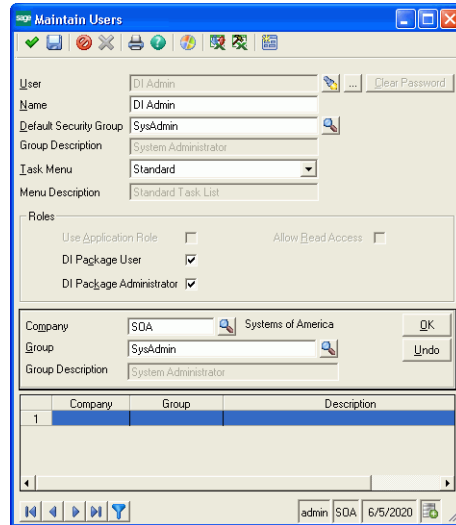 sage Maintain Users
User DI Admin ... Clear Password
Name DI Admin
Default Security Group SysAdmin
Group Description System Administrator
Task Menu Standard
Menu Description Standard Task List
Roles
Use Application Role Allow Read Access
DI Package User
DI Package Administrator
Company SOA Systems of America OK
Group SysAdmin Undo
Group Description System Administrator
Company Group Description
1
admin SOA 6/5/2020